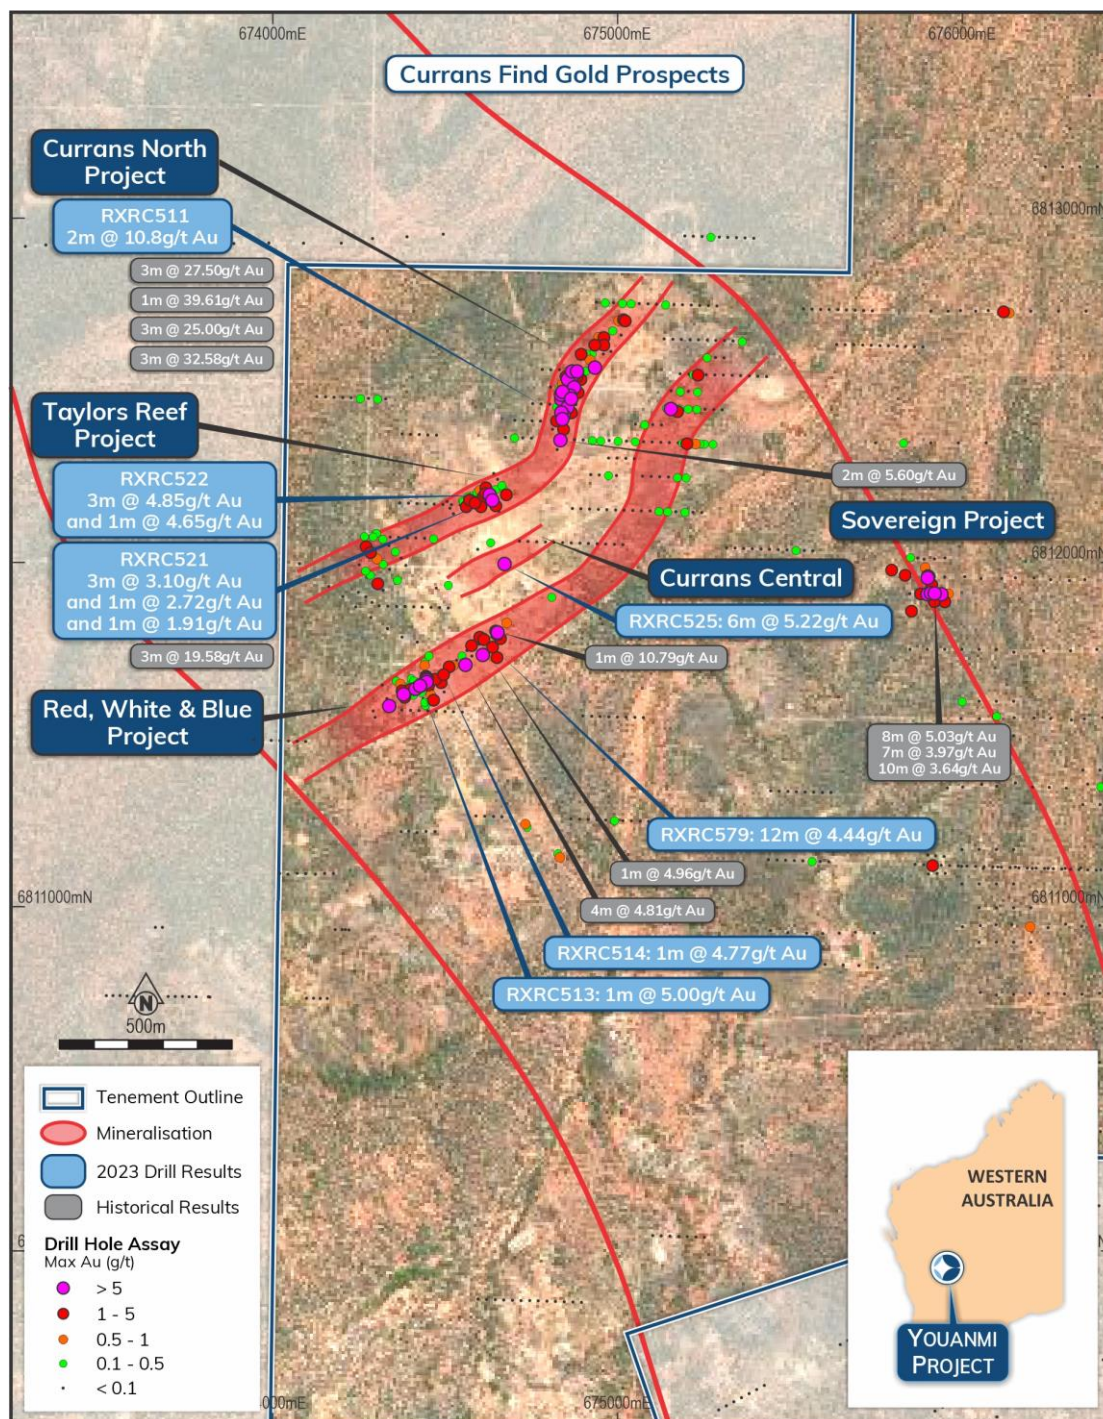 674000mE
675000mE
676000mE
Currans Find Gold Prospects
Currans North
Project
RXRC511
2m @ 10.8g/t Au
6813000mN
3m @ 27.50g/t Au
1m @ 39.61g/t Au
3m @ 25.00g/t Au
3m @ 32.58g/t Au
Taylors Reef
Project
RXRC522
3m @ 4.85g/t Au
and 1m @ 4.65g/t Au
2m @ 5.60g/t Au
Sovereign Project
RXRC521
3m @ 3.10g/t Au
and 1m @ 2.72g/t Au
and 1m @ 1.91g/t Au
6812000mN
Currans Central
RXRC525: 6m @ 5.22g/t Au
3m @ 19.58g/t Au
1m @ 10.79g/t Au
Red, White & Blue
Project
8m @ 5.03g/t Au
7m @ 3.97g/t Au
10m @ 3.64g/t Au
RXRC579: 12m @ 4.44g/t Au
1m @ 4.96g/t Au
6811000mN
6811000mN
4m @ 4.81g/t Au
RXRC514: 1m @ 4.77g/t Au
RXRC513: 1m @ 5.00g/t Au
N
500m
Tenement Outline
Mineralisation
2023 Drill Results
Historical Results
Drill Hole Assay
Max Au (g/t)
> 5
1 - 5
0.5 - 1
0.1 - 0.5
< 0.1
WESTERN
AUSTRALIA
YOUANMI
PROJECT
675000mE